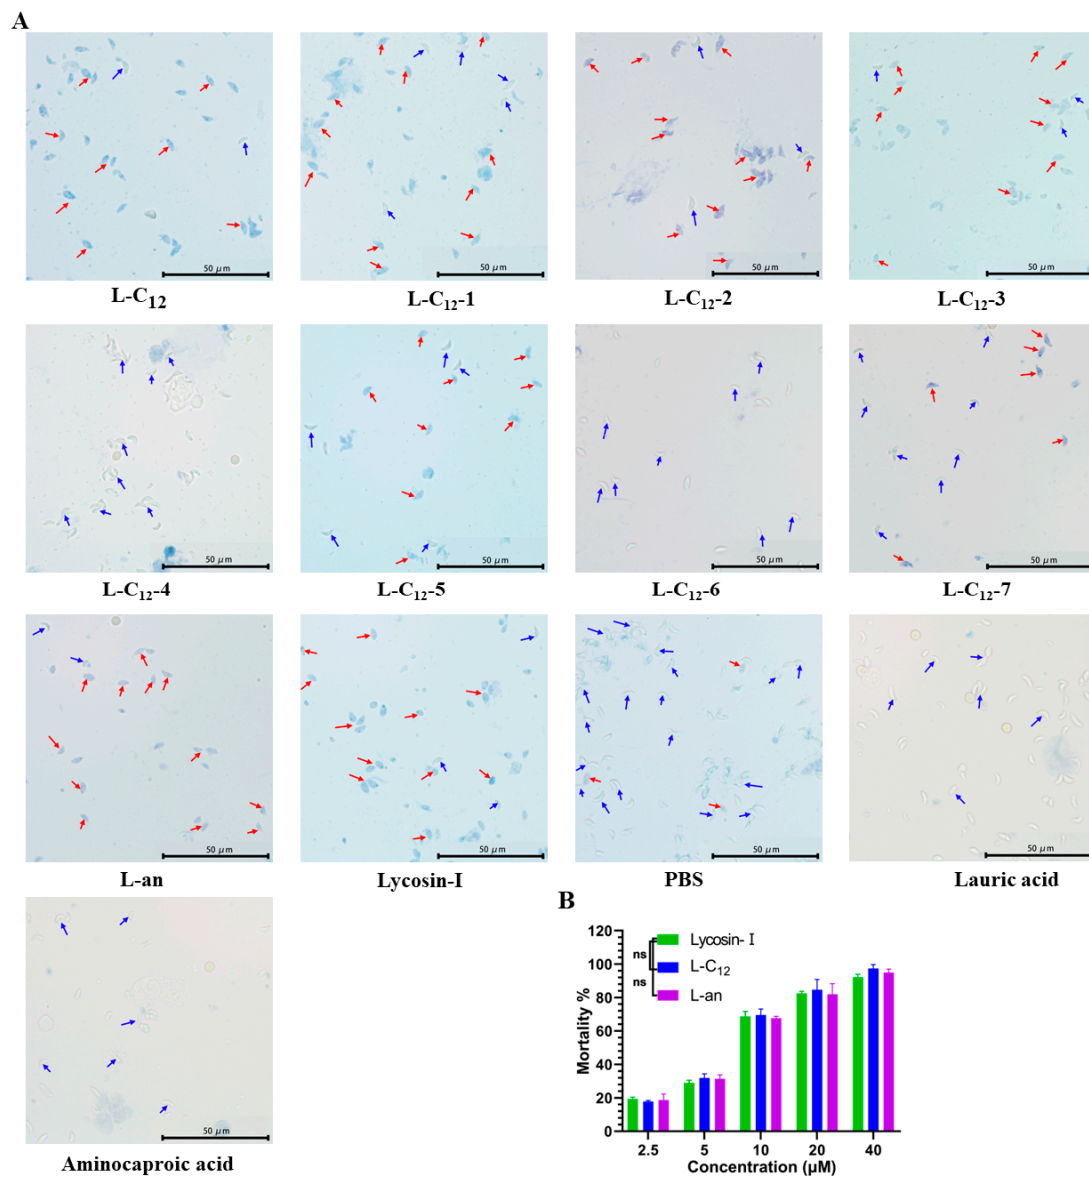 A
50 µm 50 µm 50 µm 50 µm
L-C12 L-C12-1 L-C12-2 L-C12-3
50 µm 50 µm 50 µm 50 µm
L-C12-4 L-C12-5 L-C12-6 L-C12-7
50 µm 50 µm 50 µm 50 µm
L-an Lycosin-I PBS Lauric acid
50 µm
Aminocaproic acid
B
120
100
80
60
40
20
0
Mortality %
ns
ns
Lycosin- I
L-C12
L-an
2.5 5 10 20 40
Concentration (µM)